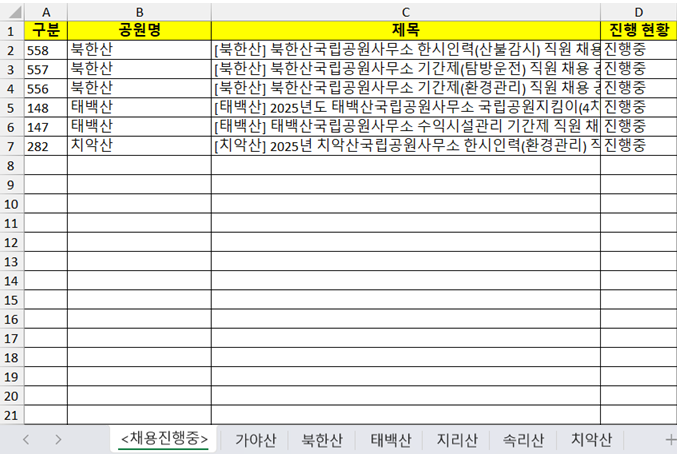 A B C D
1 구분 공원명 제목 진행 현황
2 558 북한산 [북한산] 북한산국립공원사무소 한시인력(산불감시) 직원 채용 진행중
3 557 북한산 [북한산] 북한산국립공원사무소 기간제(탐방운전) 직원 채용 진행중
4 556 북한산 [북한산] 북한산국립공원사무소 기간제(환경관리) 직원 채용 진행중
5 148 태백산 [태백산] 2025년도 태백산국립공원사무소 국립공원지킴이(4차 진행중
6 147 태백산 [태백산] 태백산국립공원사무소 수익시설관리 기간제 직원 채 진행중
7 282 치악산 [치악산] 2025년 치악산국립공원사무소 한시인력(환경관리) 직 진행중
8
9
10
11
12
13
14
15
16
17
18
19
20
21
<채용진행중> 가야산 북한산 태백산 지리산 속리산 치악산